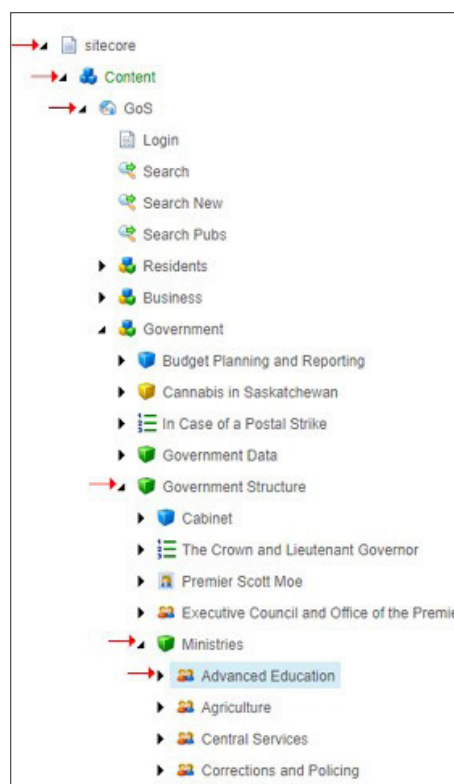 sitecore
Content
GoS
Login
Search
Search New
Search Pubs
Residents
Business
Government
Budget Planning and Reporting
Cannabis in Saskatchewan
In Case of a Postal Strike
Government Data
Government Structure
Cabinet
The Crown and Lieutenant Governor
Premier Scott Moe
Executive Council and Office of the Premie
Ministries
Advanced Education
Agriculture
Central Services
Corrections and Policing